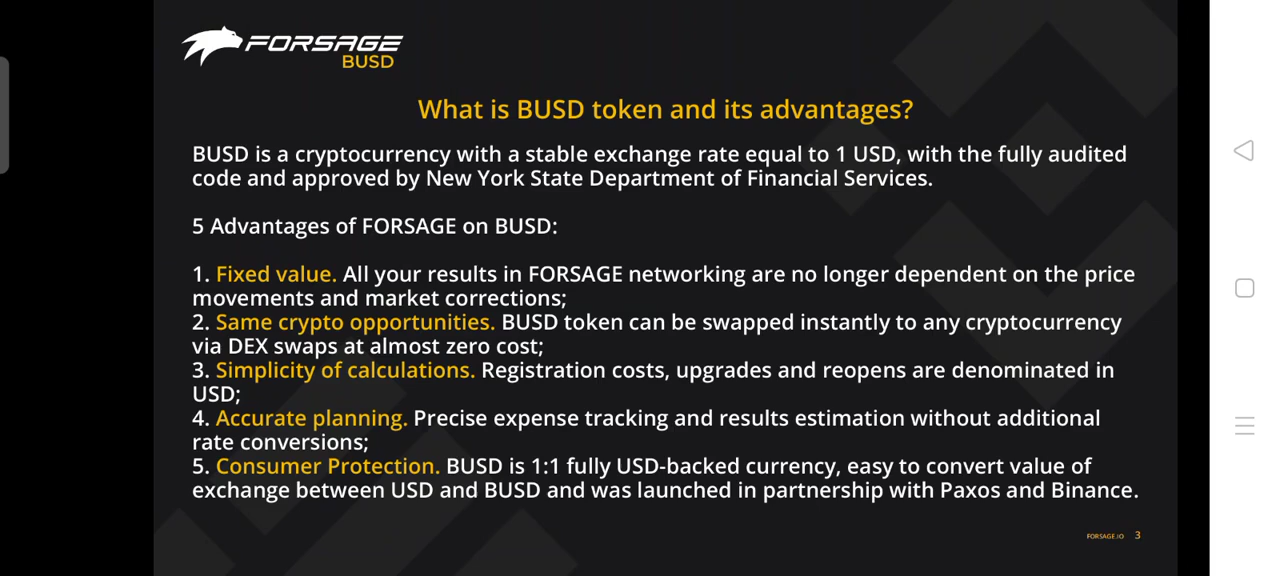 FORSAGE
BUSD
What is BUSD token and its advantages?
BUSD is a cryptocurrency with a stable exchange rate equal to 1 USD, with the fully audited
code and approved by New York State Department of Financial Services.
5 Advantages of FORSAGE on BUSD:
1. Fixed value. All your results in FORSAGE networking are no longer dependent on the price
movements and market corrections;
2. Same crypto opportunities. BUSD token can be swapped instantly to any cryptocurrency
via DEX swaps at almost zero cost;
3. Simplicity of calculations. Registration costs, upgrades and reopens are denominated in
USD;
4. Accurate planning. Precise expense tracking and results estimation without additional
rate conversions;
5. Consumer Protection. BUSD is 1:1 fully USD-backed currency, easy to convert value of
exchange between USD and BUSD and was launched in partnership with Paxos and Binance.
FORSAGE.IO 3